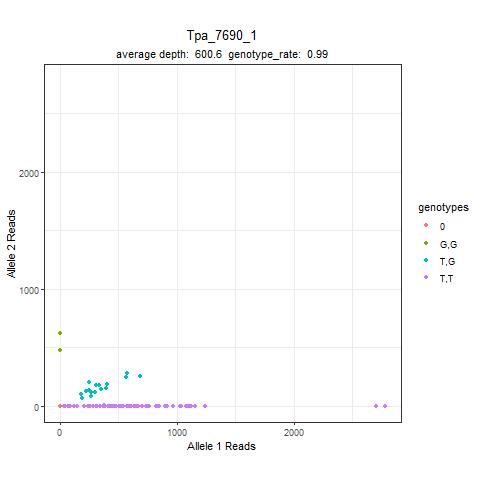 Tpa_7690_1
average depth:  600.6  genotype_rate:  0.99
2000
1000
0
Allele 2 Reads
0
1000
2000
Allele 1 Reads
genotypes
0
G,G
T,G
T,T